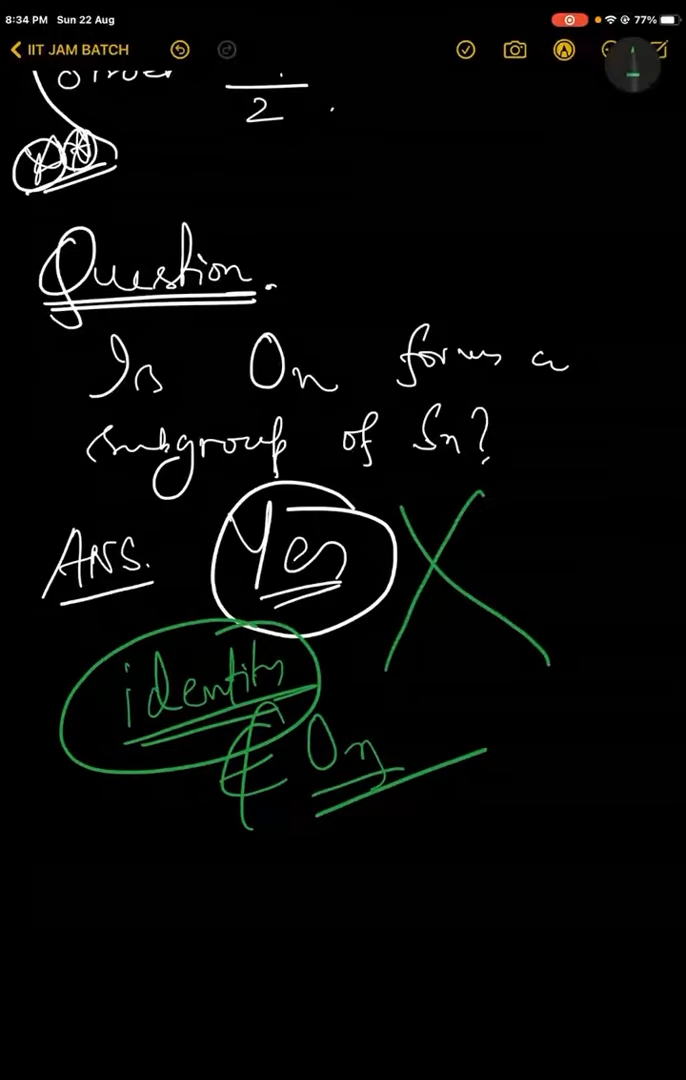 8:34 PM Sun 22 Aug 77%
IIT JAM BATCH
2 .
Question.
Is On forms a
subgroup of Sn?
ANS. Yes
identity
∉ On